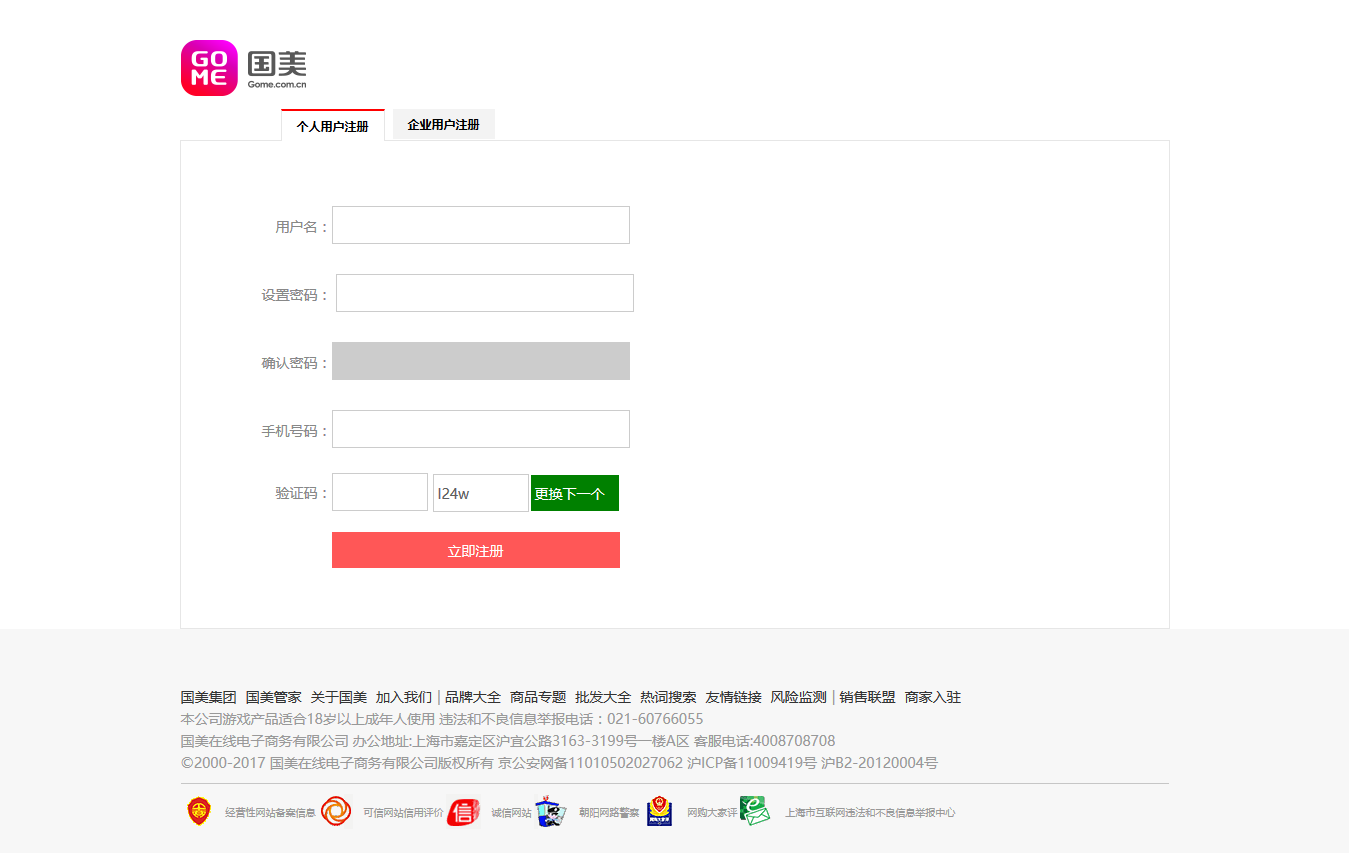 GO
ME
国美
Gome.com.cn
个人用户注册 企业用户注册
用户名：
设置密码：
确认密码：
手机号码：
验证码： l24w 更换下一个
立即注册
国美集团 国美管家 关于国美 加入我们 | 品牌大全 商品专题 批发大全 热词搜索 友情链接 风险监测 | 销售联盟 商家入驻
本公司游戏产品适合18岁以上成年人使用 违法和不良信息举报电话：021-60766055
国美在线电子商务有限公司 办公地址:上海市嘉定区沪宜公路3163-3199号一楼A区 客服电话:4008708708
©2000-2017 国美在线电子商务有限公司版权所有 京公安网备11010502027062 沪ICP备11009419号 沪B2-20120004号
经营性网站备案信息 可信网站信用评价 信 诚信网站 朝阳网路警察 网购大家评 上海市互联网违法和不良信息举报中心